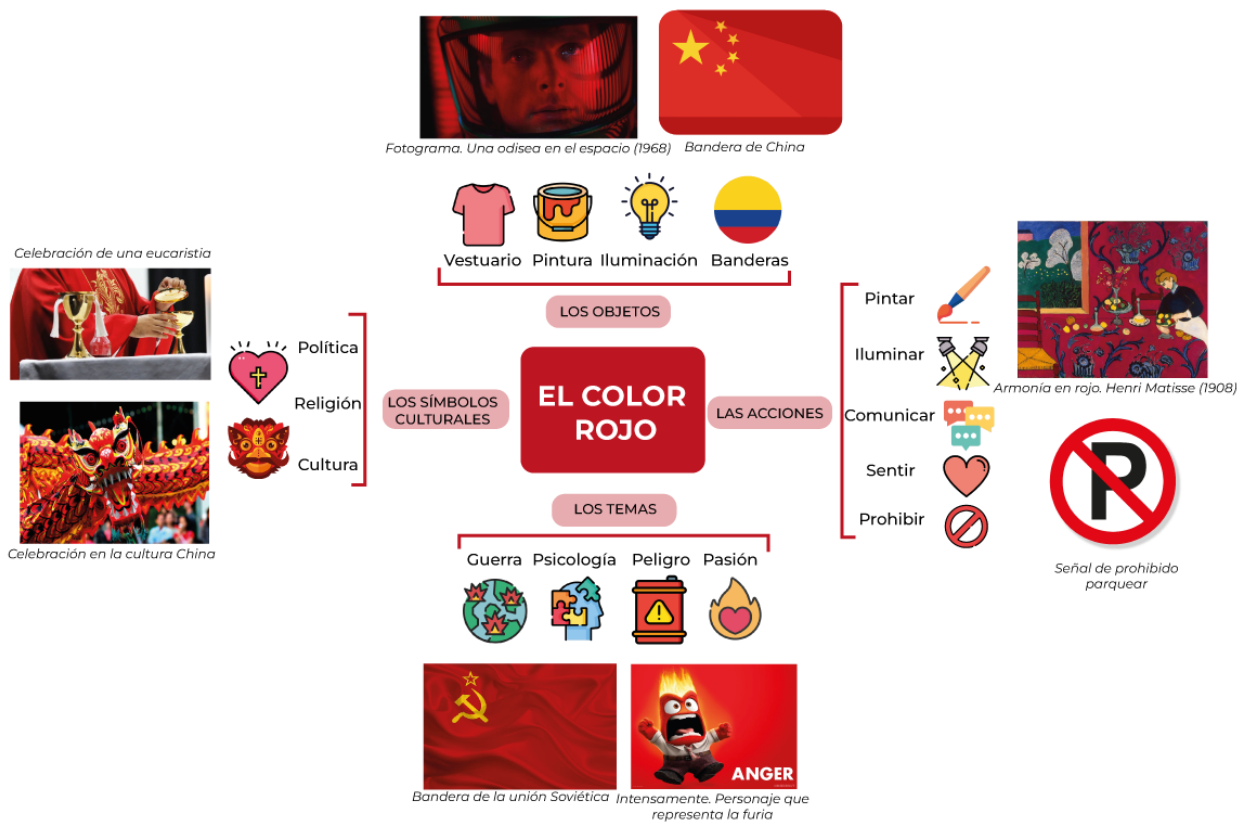 Fotograma. Una odisea en el espacio (1968)
Bandera de China
Vestuario
Pintura
Iluminación
Banderas
LOS OBJETOS
Celebración de una eucaristia
Política
Religión
Cultura
Celebración en la cultura China
LOS SÍMBOLOS
CULTURALES
EL COLOR
ROJO
LAS ACCIONES
Pintar
Iluminar
Comunicar
Sentir
Prohibir
Armonía en rojo. Henri Matisse (1908)
P
Señal de prohibido
parquear
LOS TEMAS
Guerra
Psicología
Peligro
Pasión
Bandera de la unión Soviética
ANGER
Intensamente. Personaje que
representa la furia